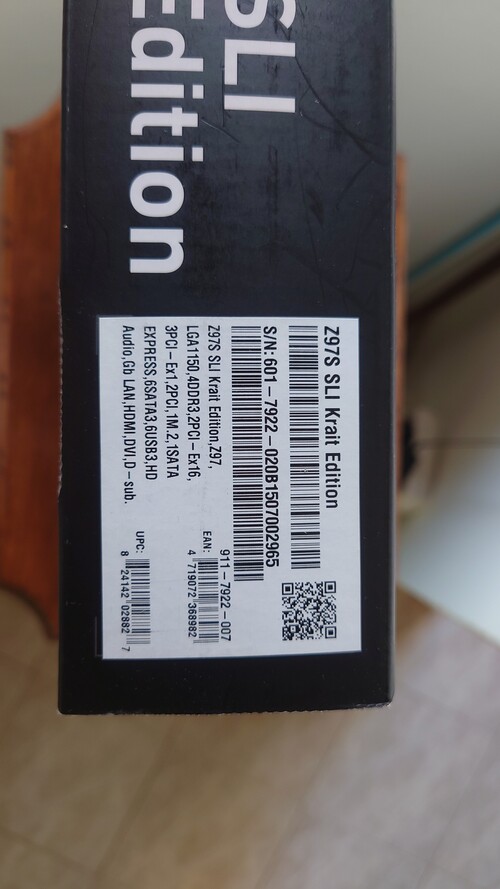 SLI
Edition
Z97S SLI Krait Edition
S/N: 601-7922-020B1507002965
Z97S SLI Krait Edition,Z97,
LGA1150,4DDR3,2PCI-Ex16,
3PCI-Ex1,2PCI,1M.2,1SATA
EXPRESS,6SATA3,6USB3,HD
Audio,Gb LAN,HDMI,DVI,D-sub.
911-7922-007
EAN:
4 719072 368982
UPC:
8 24142 02882 7